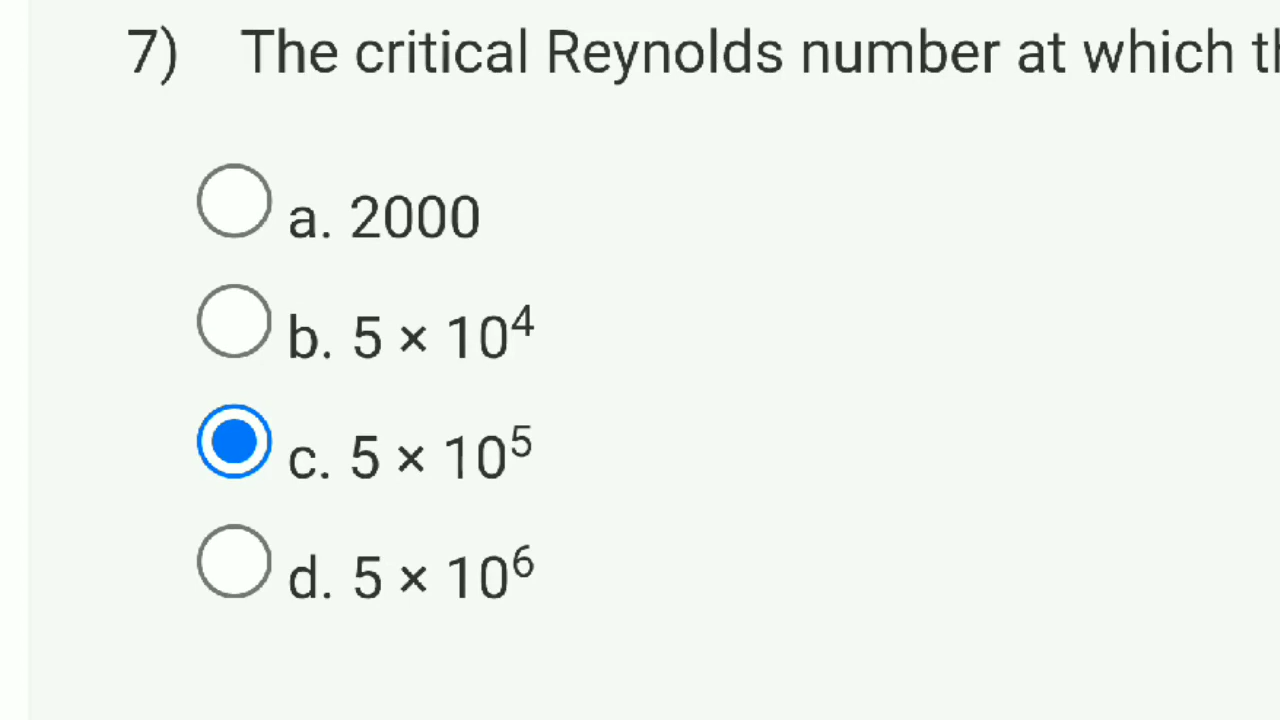 7) The critical Reynolds number at which
a. 2000
b. 5 × 10⁴
c. 5 × 10⁵
d. 5 × 10⁶